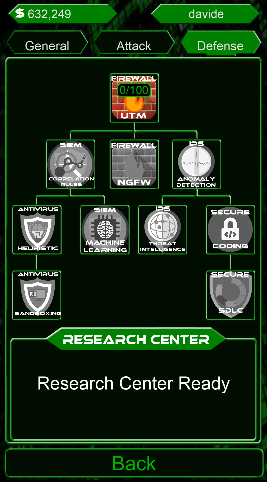 $ 632,249
davide
General
Attack
Defense
FIREWALL
0/100
UTM
SIEM
CORRELATION
RULES
FIREWALL
NGFW
IDS
ANOMALY
DETECTION
ANTIVIRUS
HEURISTIC
SIEM
MACHINE
LEARNING
IDS
THREAT
INTELLIGENCE
SECURE
CODING
ANTIVIRUS
SANDBOXING
SECURE
SDLC
RESEARCH CENTER
Research Center Ready
Back